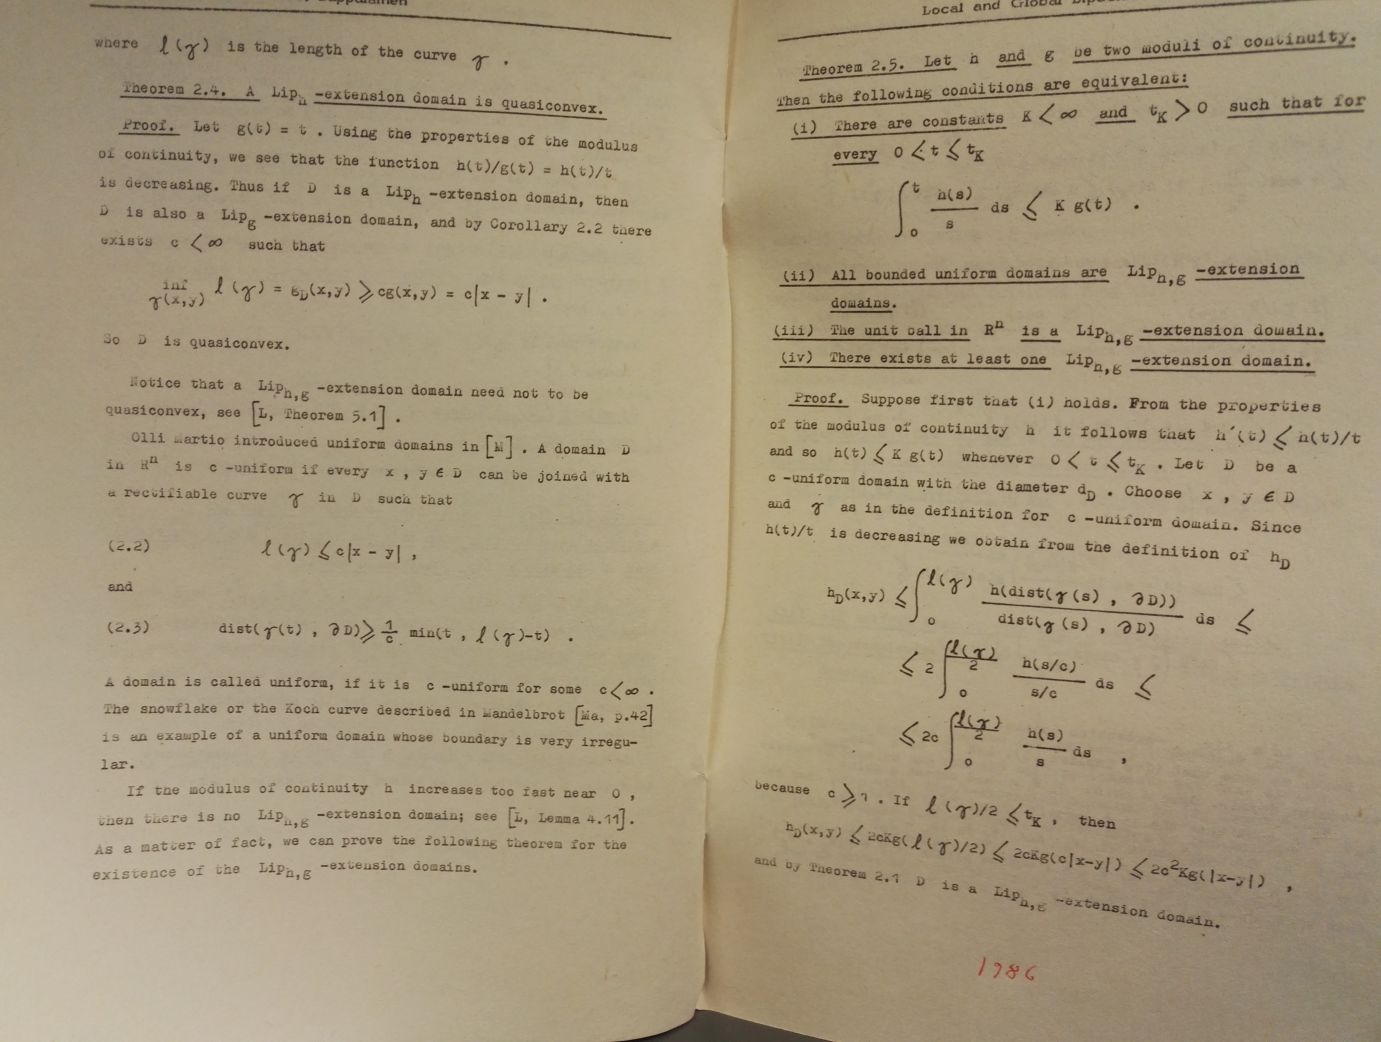 where ℓ(γ) is the length of the curve γ .
Theorem 2.4. A Lip_h -extension domain is quasiconvex.
Proof. Let g(t) = t . Using the properties of the modulus
of continuity, we see that the function h(t)/g(t) = h(t)/t
is decreasing. Thus if D is a Lip_h -extension domain, then
D is also a Lip_g -extension domain, and by Corollary 2.2 there
exists c < ∞ such that
inf ℓ(γ) = g_D(x,y) ⩾ cg(x,y) = c|x - y| .
γ(x,y)
So D is quasiconvex.
Notice that a Lip_h,g -extension domain need not to be
quasiconvex, see [L, Theorem 5.1] .
Olli Martio introduced uniform domains in [M] . A domain D
in Rⁿ is c -uniform if every x , y ∈ D can be joined with
a rectifiable curve γ in D such that
(2.2) ℓ(γ) ⩽ c|x - y| ,
and
(2.3) dist(γ(t) , ∂D) ⩾ 1/c min(t , ℓ(γ)-t) .
A domain is called uniform, if it is c -uniform for some c<∞ .
The snowflake or the Koch curve described in Mandelbrot [Ma, p.42]
is an example of a uniform domain whose boundary is very irregu-
lar.
If the modulus of continuity h increases too fast near 0 ,
then there is no Lip_h,g -extension domain; see [L, Lemma 4.11].
As a matter of fact, we can prove the following theorem for the
existence of the Lip_h,g -extension domains.
Local and Global
Theorem 2.5. Let h and g be two moduli of continuity.
Then the following conditions are equivalent:
(i) There are constants K < ∞ and t_K > 0 such that for
every 0 < t ⩽ t_K
∫_0^t h(s)/s ds ⩽ K g(t) .
(ii) All bounded uniform domains are Lip_h,g -extension
domains.
(iii) The unit ball in Rⁿ is a Lip_h,g -extension domain.
(iv) There exists at least one Lip_h,g -extension domain.
Proof. Suppose first that (i) holds. From the properties
of the modulus of continuity h it follows that h′(t) ⩽ h(t)/t
and so h(t) ⩽ K g(t) whenever 0 < t ⩽ t_K . Let D be a
c -uniform domain with the diameter d_D . Choose x , y ∈ D
and γ as in the definition for c -uniform domain. Since
h(t)/t is decreasing we obtain from the definition of h_D
h_D(x,y) ⩽ ∫_0^ℓ(γ) h(dist(γ(s) , ∂D))/dist(γ(s) , ∂D) ds ⩽
⩽ 2 ∫_0^ℓ(γ)/2 h(s/c)/s/c ds ⩽
⩽ 2c ∫_0^ℓ(γ)/2 h(s)/s ds ,
because c ⩾ 1 . If ℓ(γ)/2 ⩽ t_K , then
h_D(x,y) ⩽ 2cKg(ℓ(γ)/2) ⩽ 2cKg(c|x-y|) ⩽ 2c²Kg(|x-y|) ,
and by Theorem 2.1 D is a Lip_h,g -extension domain.
1986